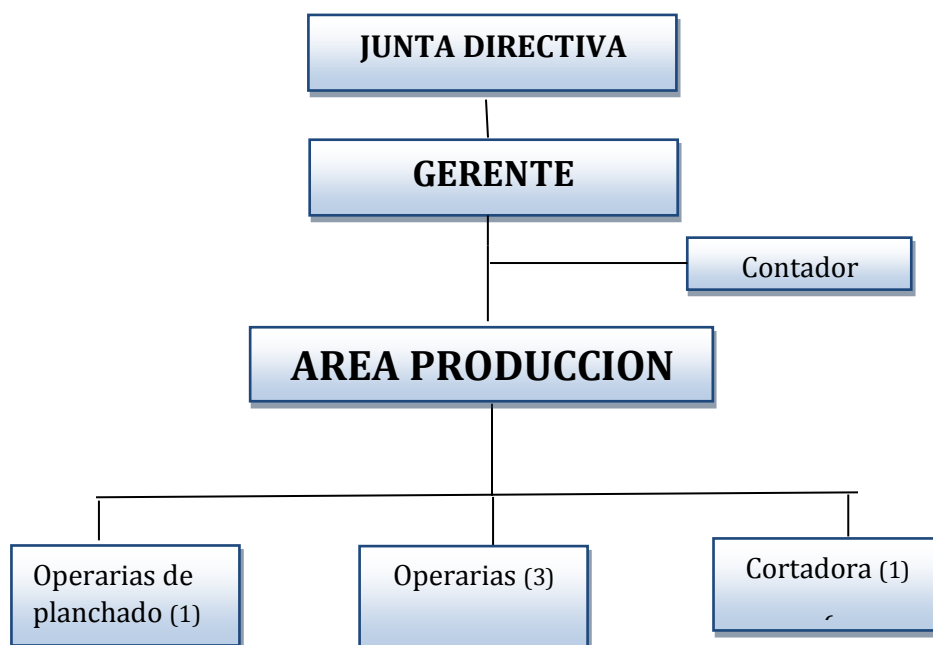 JUNTA DIRECTIVA
GERENTE
Contador
AREA PRODUCCION
Operarias de
planchado (1)
Operarias (3)
Cortadora (1)